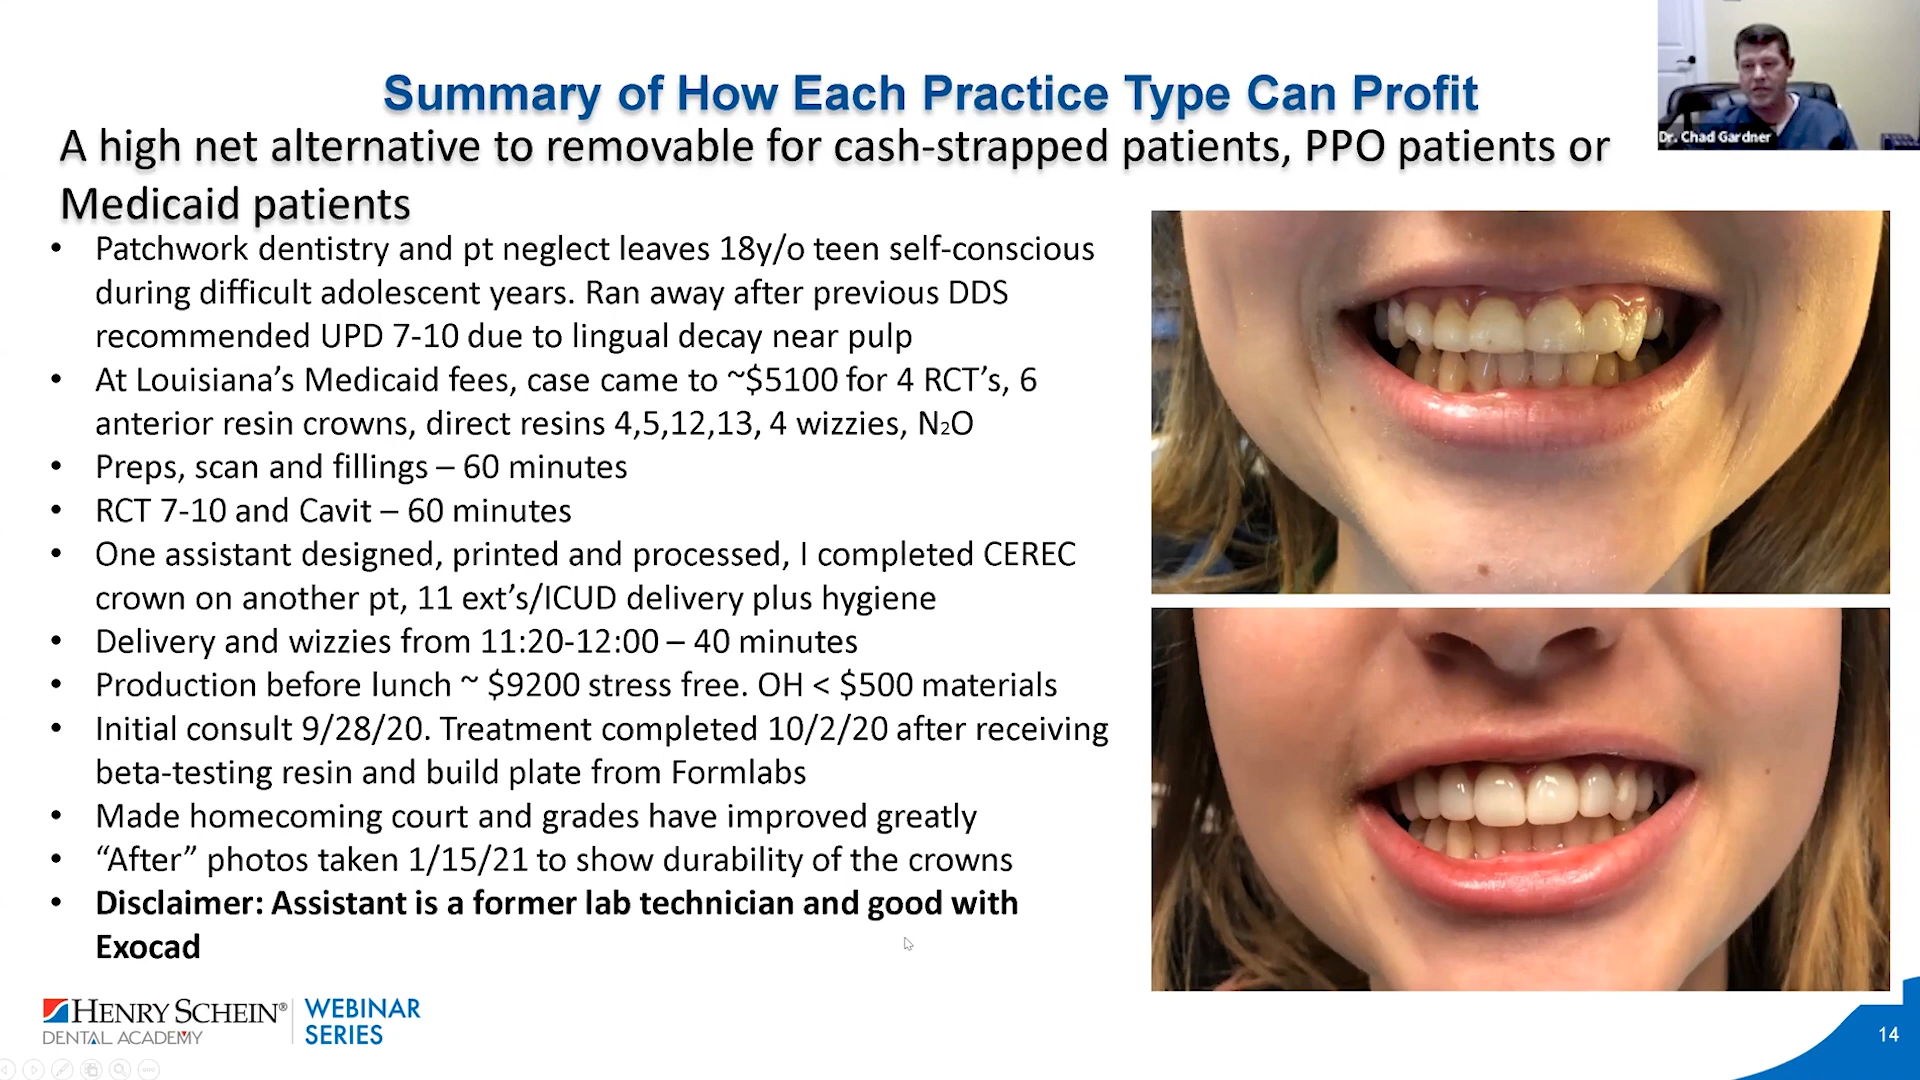 Summary of How Each Practice Type Can Profit
Dr. Chad Gardner
A high net alternative to removable for cash-strapped patients, PPO patients or
Medicaid patients
• Patchwork dentistry and pt neglect leaves 18y/o teen self-conscious
during difficult adolescent years. Ran away after previous DDS
recommended UPD 7-10 due to lingual decay near pulp
• At Louisiana’s Medicaid fees, case came to ~$5100 for 4 RCT’s, 6
anterior resin crowns, direct resins 4,5,12,13, 4 wizzies, N₂O
• Preps, scan and fillings – 60 minutes
• RCT 7-10 and Cavit – 60 minutes
• One assistant designed, printed and processed, I completed CEREC
crown on another pt, 11 ext’s/ICUD delivery plus hygiene
• Delivery and wizzies from 11:20-12:00 – 40 minutes
• Production before lunch ~ $9200 stress free. OH < $500 materials
• Initial consult 9/28/20. Treatment completed 10/2/20 after receiving
beta-testing resin and build plate from Formlabs
• Made homecoming court and grades have improved greatly
• “After” photos taken 1/15/21 to show durability of the crowns
• Disclaimer: Assistant is a former lab technician and good with
Exocad
HENRY SCHEIN®
DENTAL ACADEMY
WEBINAR
SERIES
14